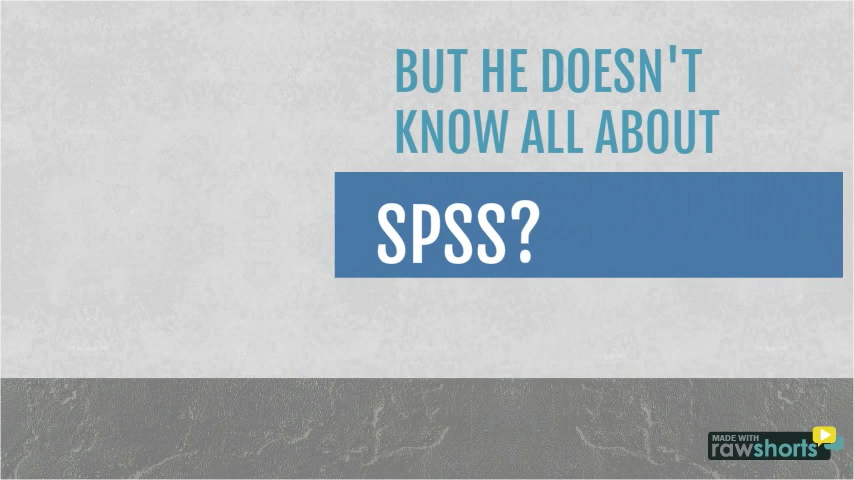 BUT HE DOESN'T
KNOW ALL ABOUT
SPSS?
MADE WITH
rawshorts